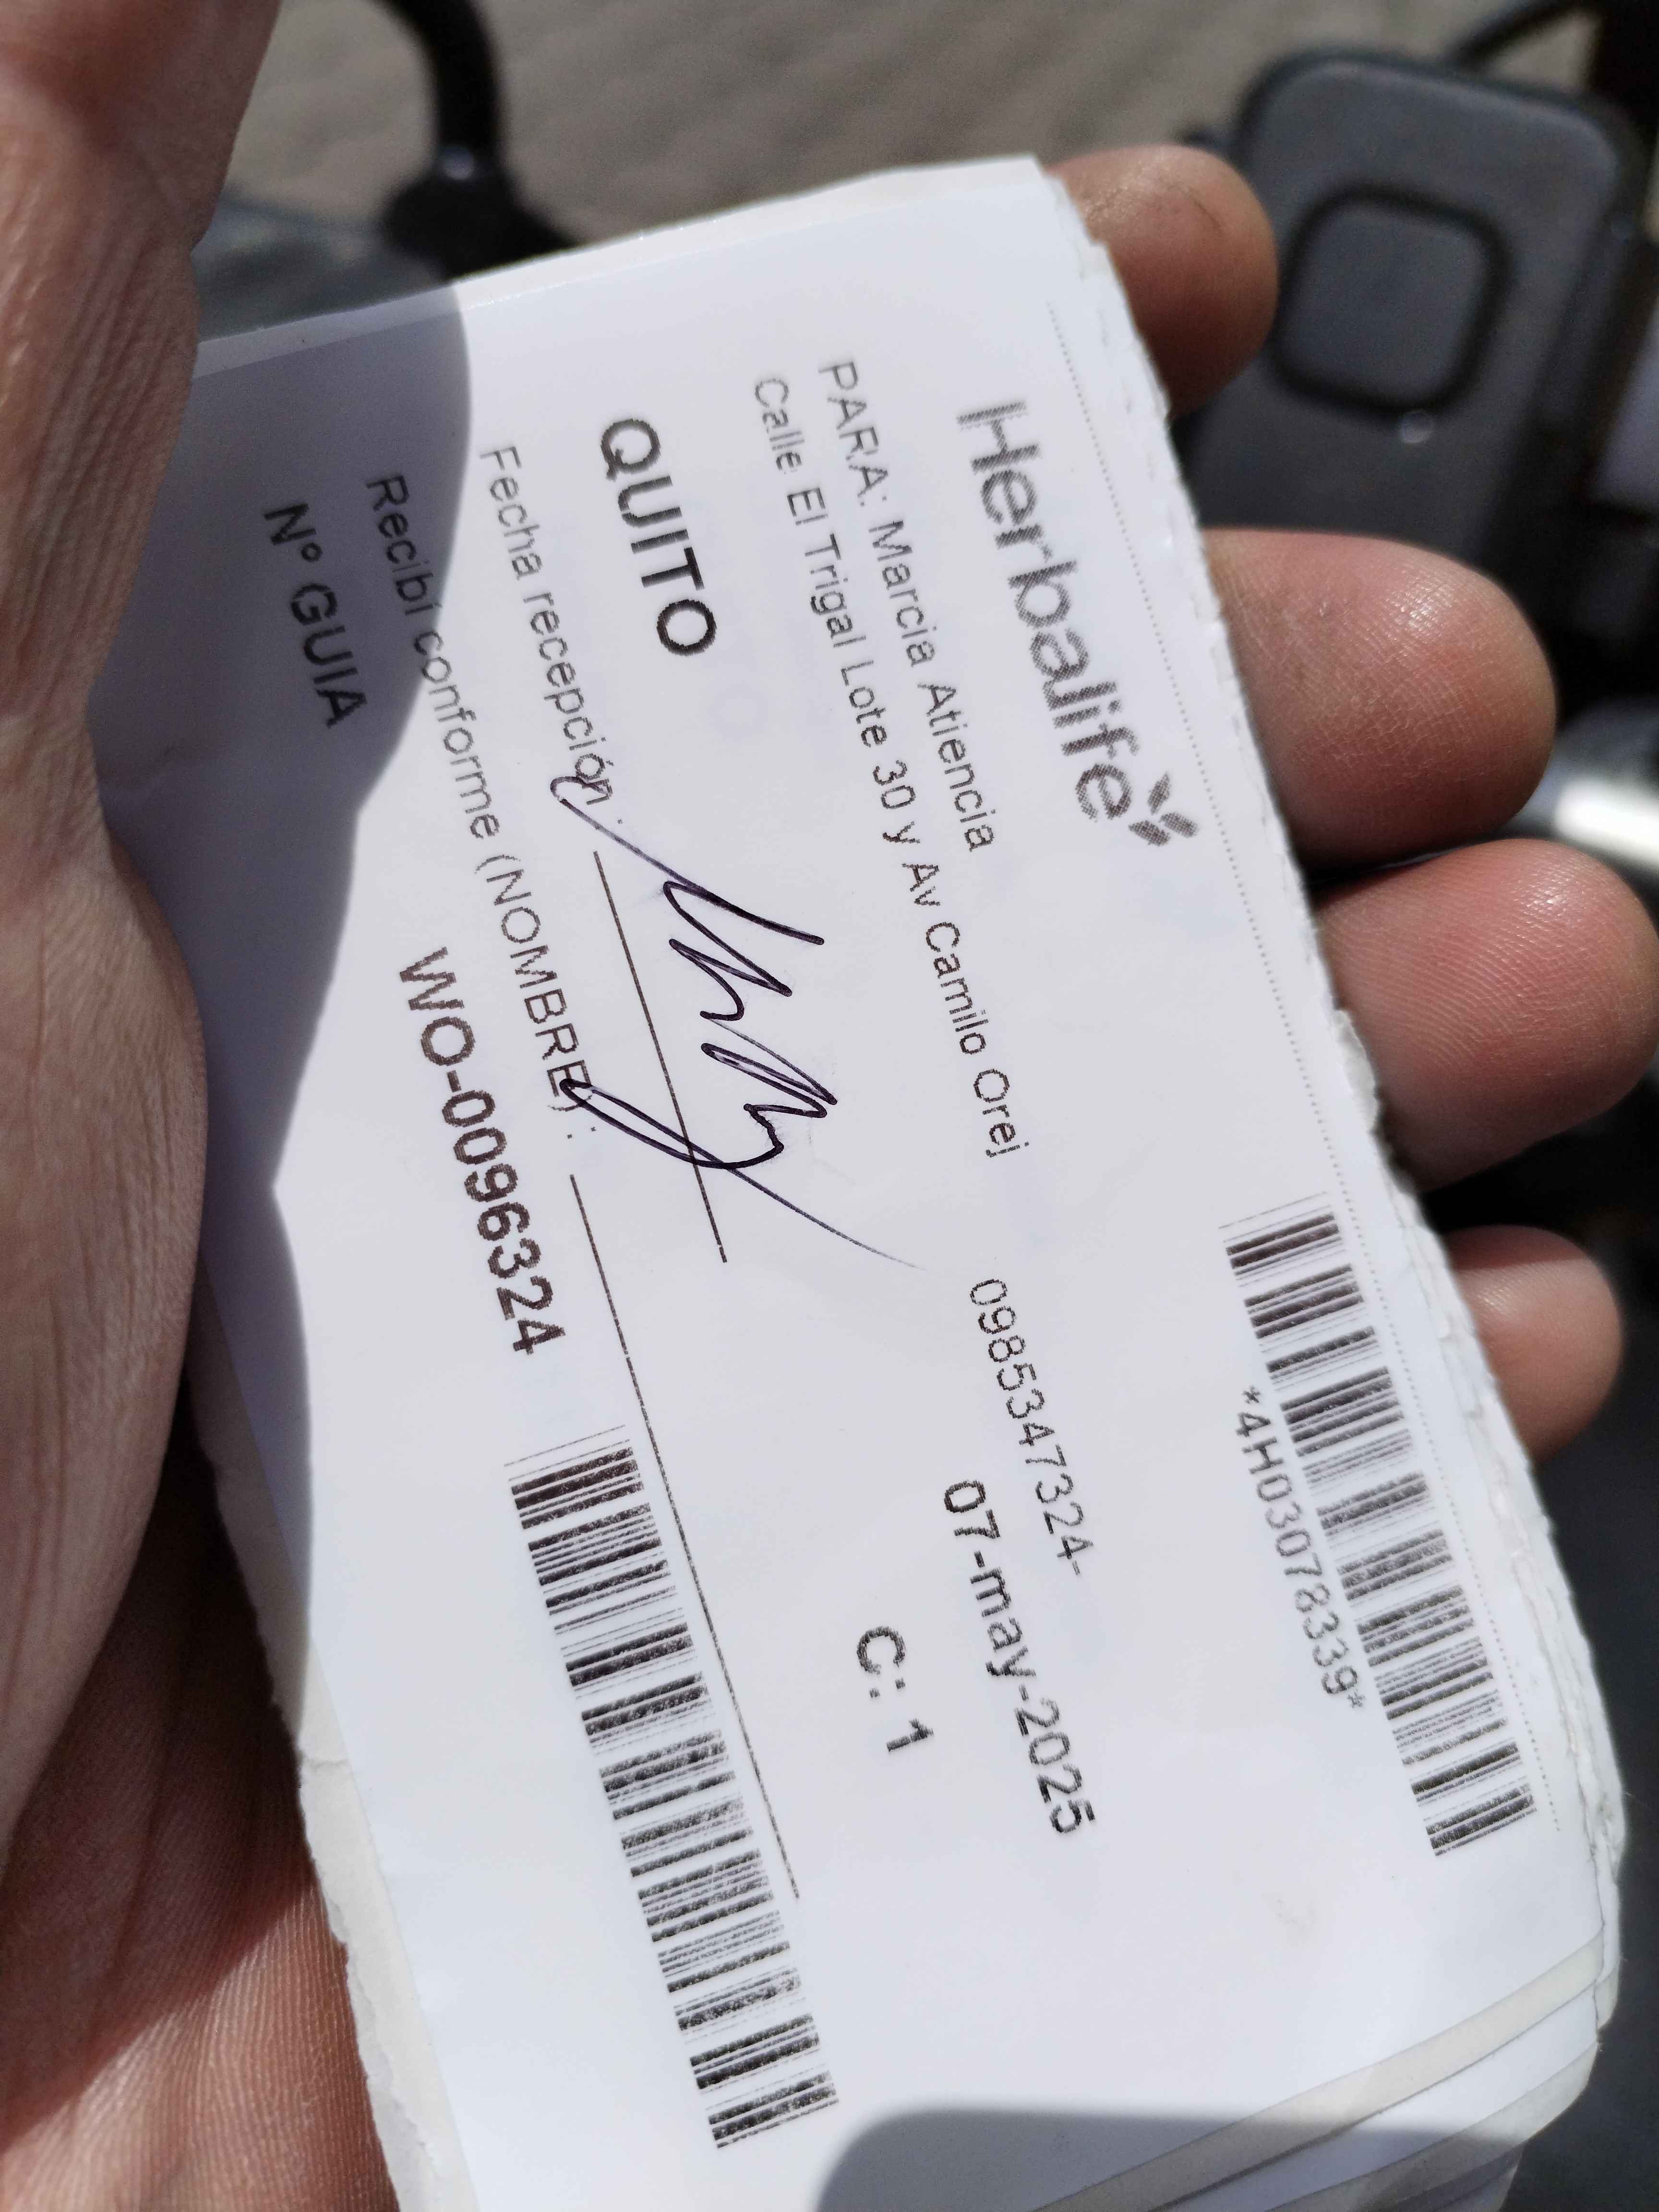 Herbalife
*4H03078339*
PARA: Marcia Atiencia
Calle El Trigal Lote 30 y Av Camilo Orej
0985347324-
07-may-2025
QUITO
C: 1
Fecha recepción :
Recibí conforme (NOMBRE) :
Nº GUIA
WO-0096324